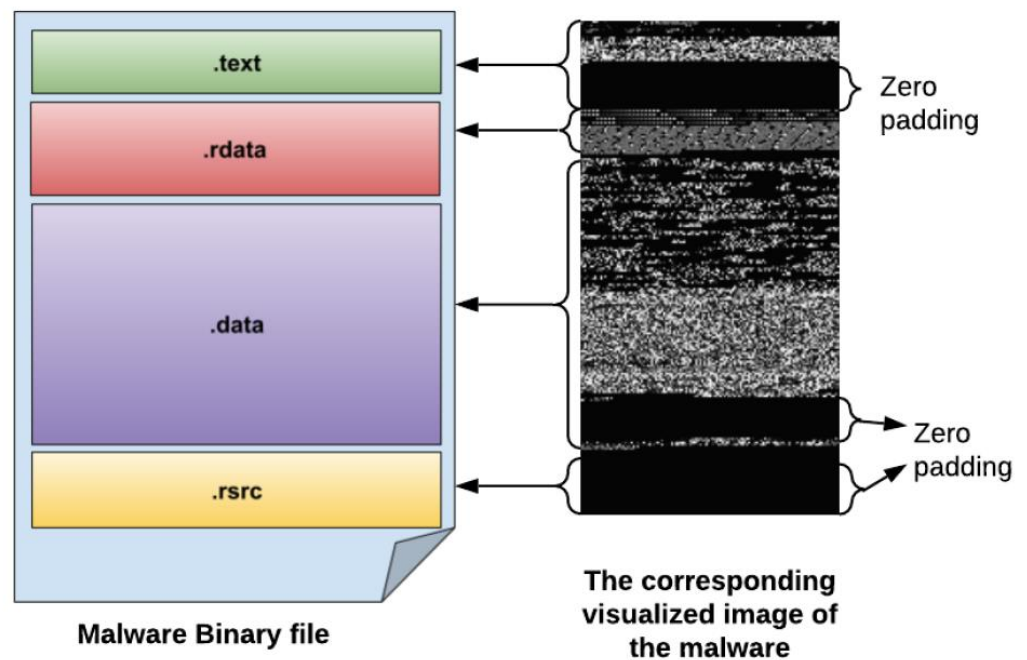 .text
.rdata
.data
.rsrc
Malware Binary file
Zero
padding
Zero
padding
The corresponding
visualized image of
the malware